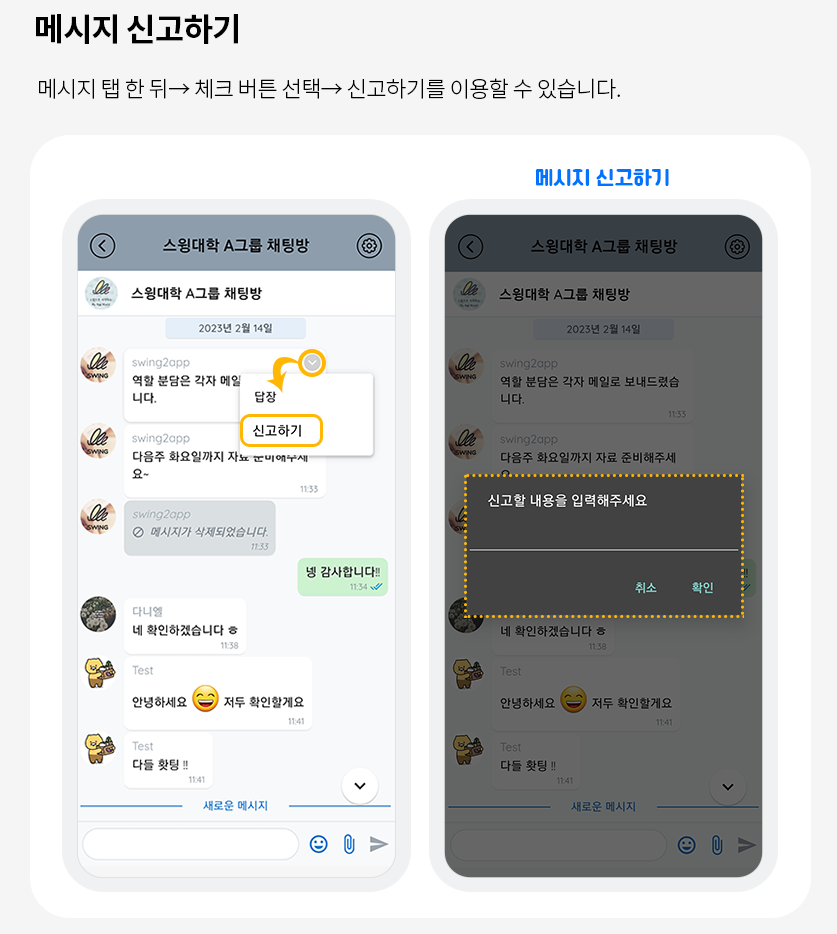 메시지 신고하기
메시지 탭 한 뒤→ 체크 버튼 선택→ 신고하기를 이용할 수 있습니다.
스윙대학 A그룹 채팅방
스윙대학 A그룹 채팅방
2023년 2월 14일
swing2app
역할 분담은 각자 메일
니다.
답장
신고하기
SWING
swing2app
다음주 화요일까지 자료 준비해주세
요~
11:33
SWING
swing2app
메시지가 삭제되었습니다.
11:33
SWING
넹 감사합니다!!
11:34
다니엘
네 확인하겠습니다 ㅎ
11:38
Test
안녕하세요 😄 저두 확인할게요
11:41
Test
다들 홧팅 !!
11:41
새로운 메시지
메시지 신고하기
스윙대학 A그룹 채팅방
스윙대학 A그룹 채팅방
2023년 2월 14일
swing2app
역할 분담은 각자 메일로 보내드렸습
니다.
11:33
SWING
swing2app
다음주 화요일까지 자료 준비해주세
SWING
신고할 내용을 입력해주세요
취소
확인
네 확인하겠습니다 ㅎ
11:38
Test
안녕하세요 😄 저두 확인할게요
11:41
Test
다들 홧팅 !!
11:41
새로운 메시지